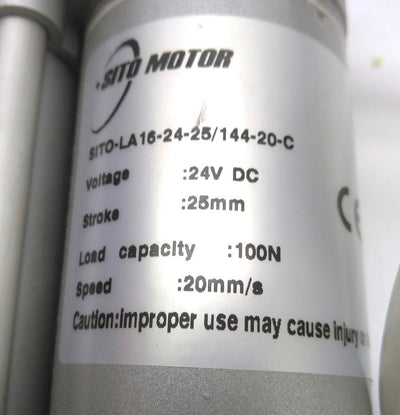 SITO MOTOR
SITO-LA16-24-25/144-20-C
Voltage :24V DC
Stroke :25mm
Load capacity :100N
Speed :20mm/s
CE
Caution:Improper use may cause injury